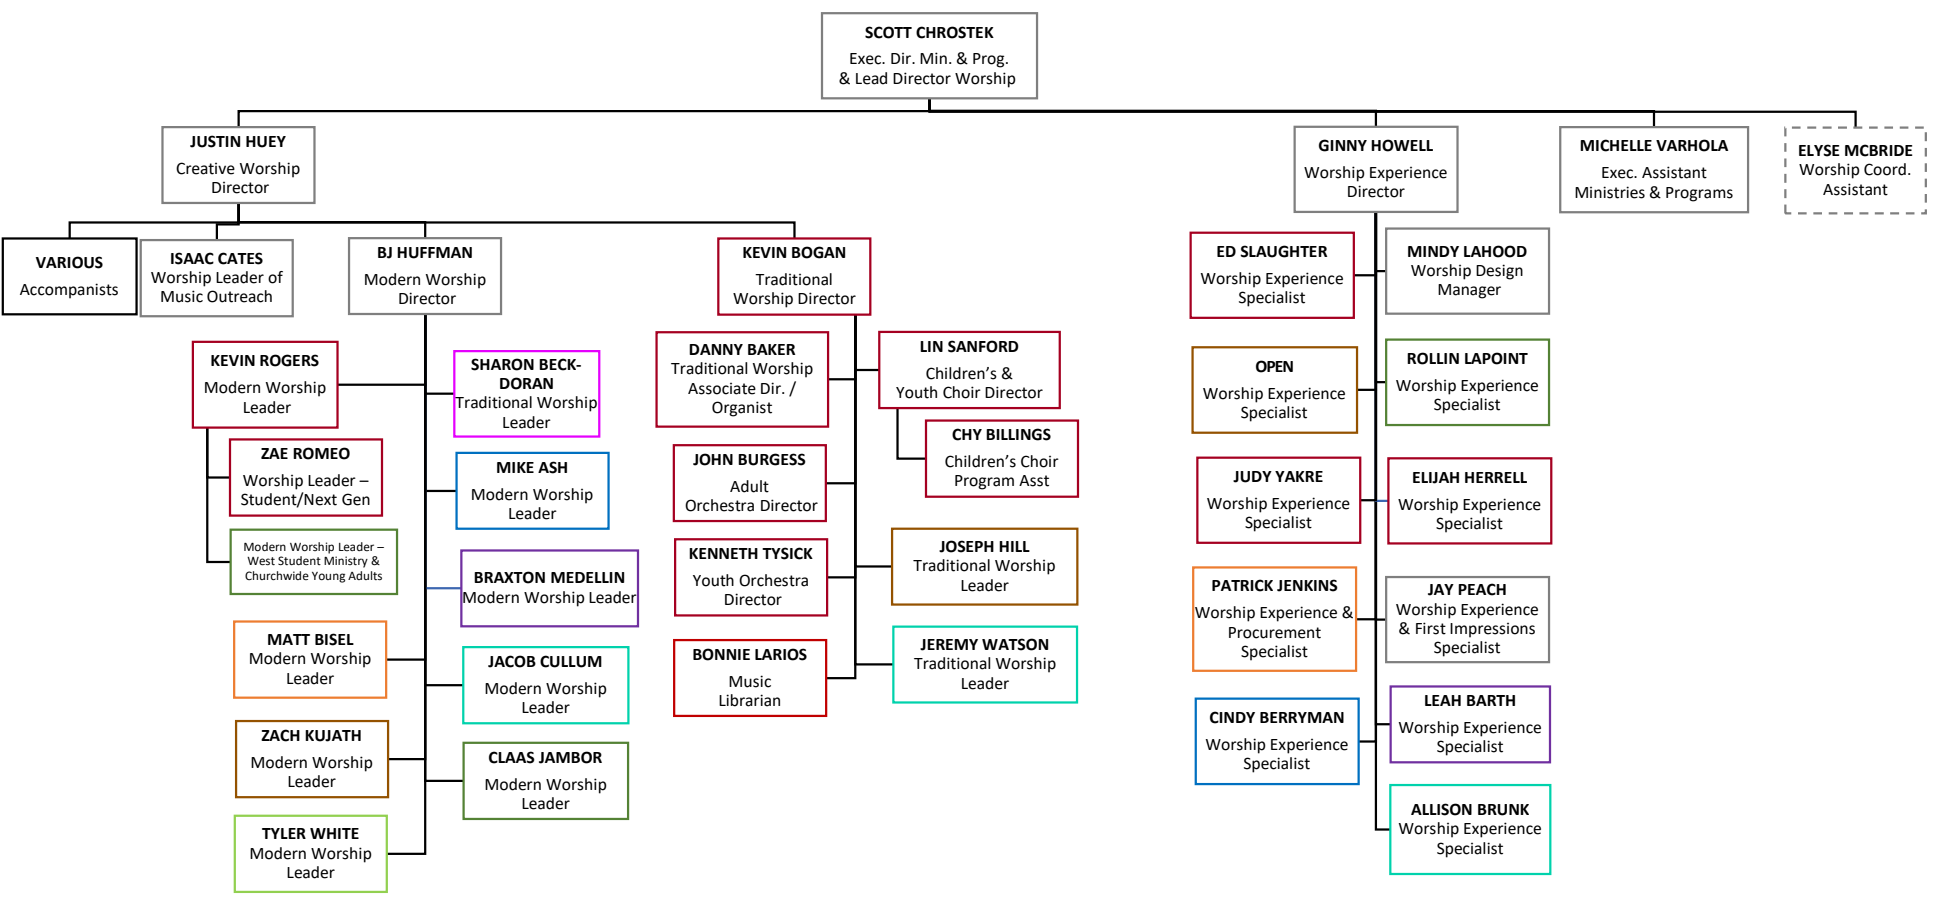 SCOTT CHROSTEK
Exec. Dir. Min. & Prog.
& Lead Director Worship
JUSTIN HUEY
Creative Worship
Director
GINNY HOWELL
Worship Experience
Director
MICHELLE VARHOLA
Exec. Assistant
Ministries & Programs
ELYSE MCBRIDE
Worship Coord.
Assistant
VARIOUS
Accompanists
ISAAC CATES
Worship Leader of
Music Outreach
BJ HUFFMAN
Modern Worship
Director
KEVIN BOGAN
Traditional
Worship Director
KEVIN ROGERS
Modern Worship
Leader
ZAE ROMEO
Worship Leader –
Student/Next Gen
Modern Worship Leader –
West Student Ministry &
Churchwide Young Adults
MATT BISEL
Modern Worship
Leader
ZACH KUJATH
Modern Worship
Leader
TYLER WHITE
Modern Worship
Leader
SHARON BECK-
DORAN
Traditional Worship
Leader
MIKE ASH
Modern Worship
Leader
BRAXTON MEDELLIN
Modern Worship Leader
JACOB CULLUM
Modern Worship
Leader
CLAAS JAMBOR
Modern Worship
Leader
DANNY BAKER
Traditional Worship
Associate Dir. /
Organist
JOHN BURGESS
Adult
Orchestra Director
KENNETH TYSICK
Youth Orchestra
Director
BONNIE LARIOS
Music
Librarian
LIN SANFORD
Children’s &
Youth Choir Director
CHY BILLINGS
Children’s Choir
Program Asst
JOSEPH HILL
Traditional Worship
Leader
JEREMY WATSON
Traditional Worship
Leader
ED SLAUGHTER
Worship Experience
Specialist
OPEN
Worship Experience
Specialist
JUDY YAKRE
Worship Experience
Specialist
PATRICK JENKINS
Worship Experience &
Procurement
Specialist
CINDY BERRYMAN
Worship Experience
Specialist
MINDY LAHOOD
Worship Design
Manager
ROLLIN LAPOINT
Worship Experience
Specialist
ELIJAH HERRELL
Worship Experience
Specialist
JAY PEACH
Worship Experience
& First Impressions
Specialist
LEAH BARTH
Worship Experience
Specialist
ALLISON BRUNK
Worship Experience
Specialist